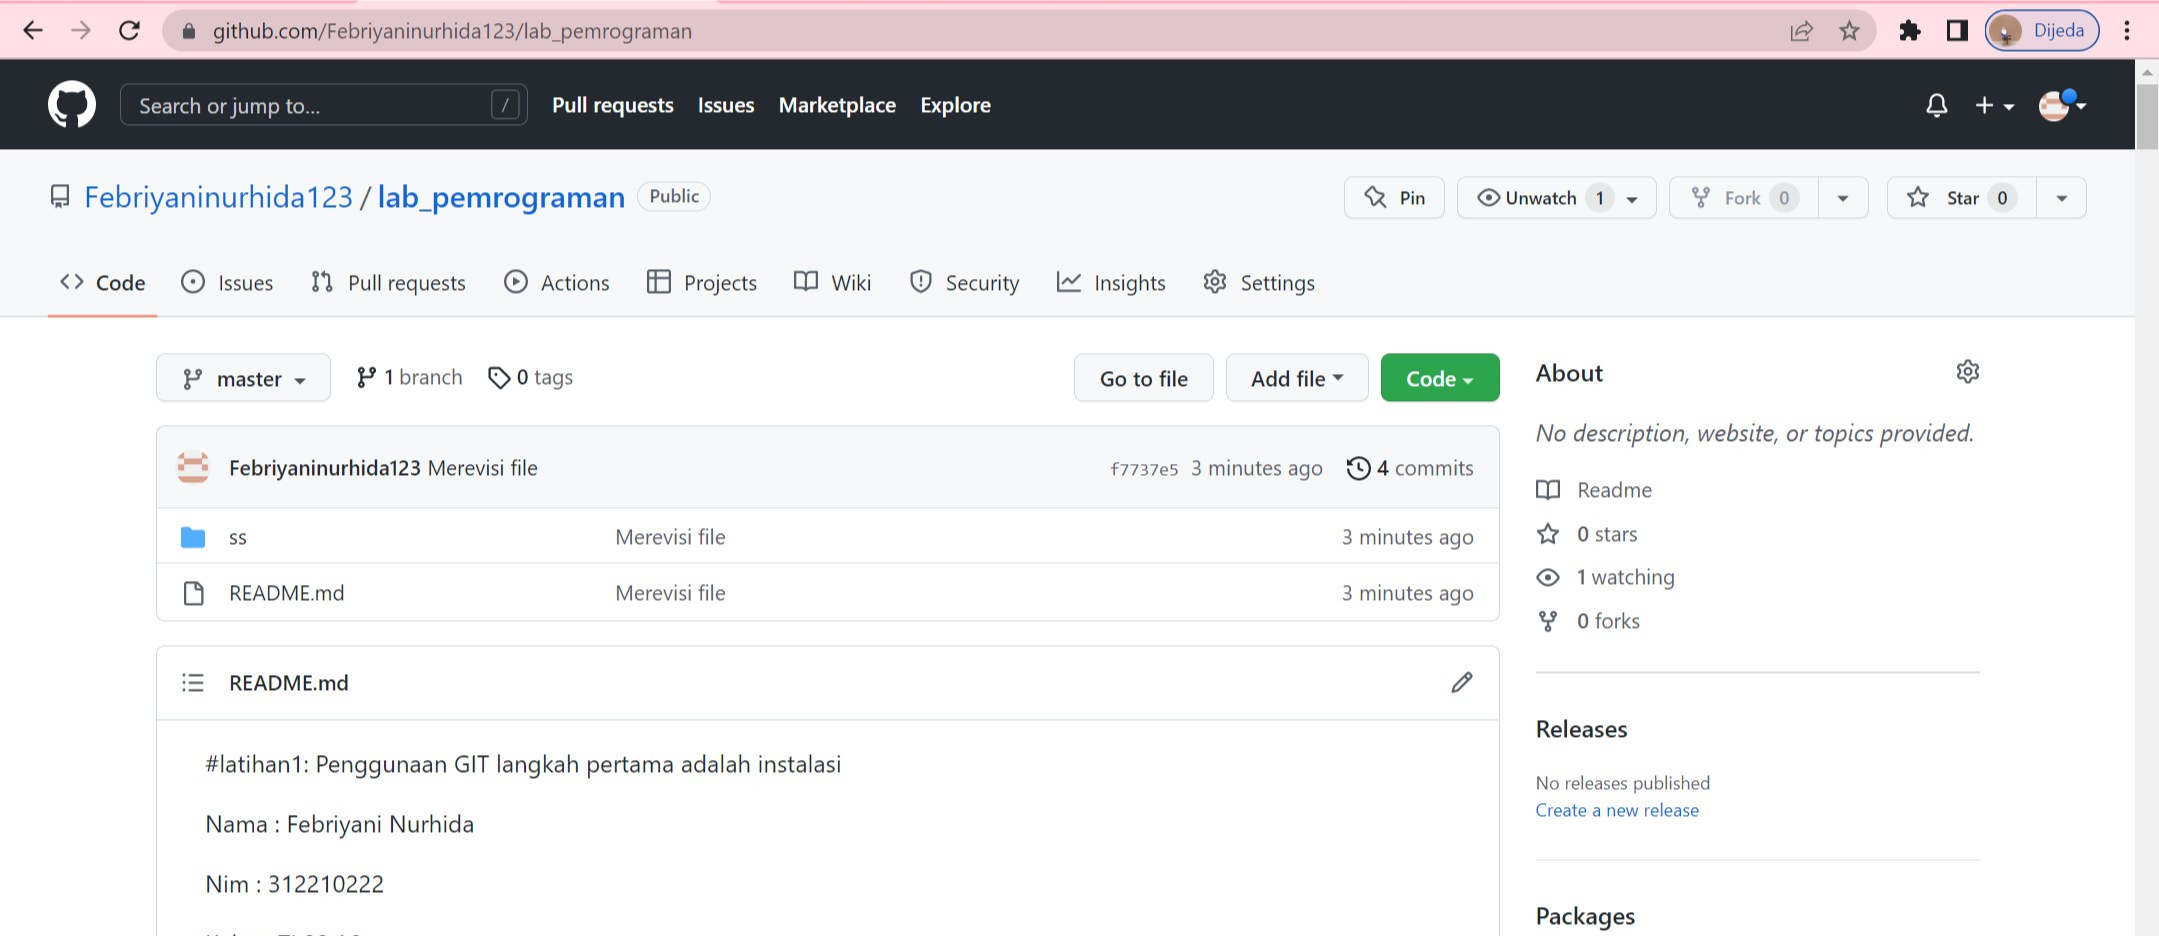 github.com/Febriyaninurhida123/lab_pemrograman
Dijeda
Search or jump to... /
Pull requests Issues Marketplace Explore
Febriyaninurhida123 / lab_pemrograman Public
Pin Unwatch 1 Fork 0 Star 0
Code Issues Pull requests Actions Projects Wiki Security Insights Settings
master 1 branch 0 tags Go to file Add file Code
Febriyaninurhida123 Merevisi file f7737e5 3 minutes ago 4 commits
ss Merevisi file 3 minutes ago
README.md Merevisi file 3 minutes ago
README.md
#latihan1: Penggunaan GIT langkah pertama adalah instalasi
Nama : Febriyani Nurhida
Nim : 312210222
About
No description, website, or topics provided.
Readme
0 stars
1 watching
0 forks
Releases
No releases published
Create a new release
Packages